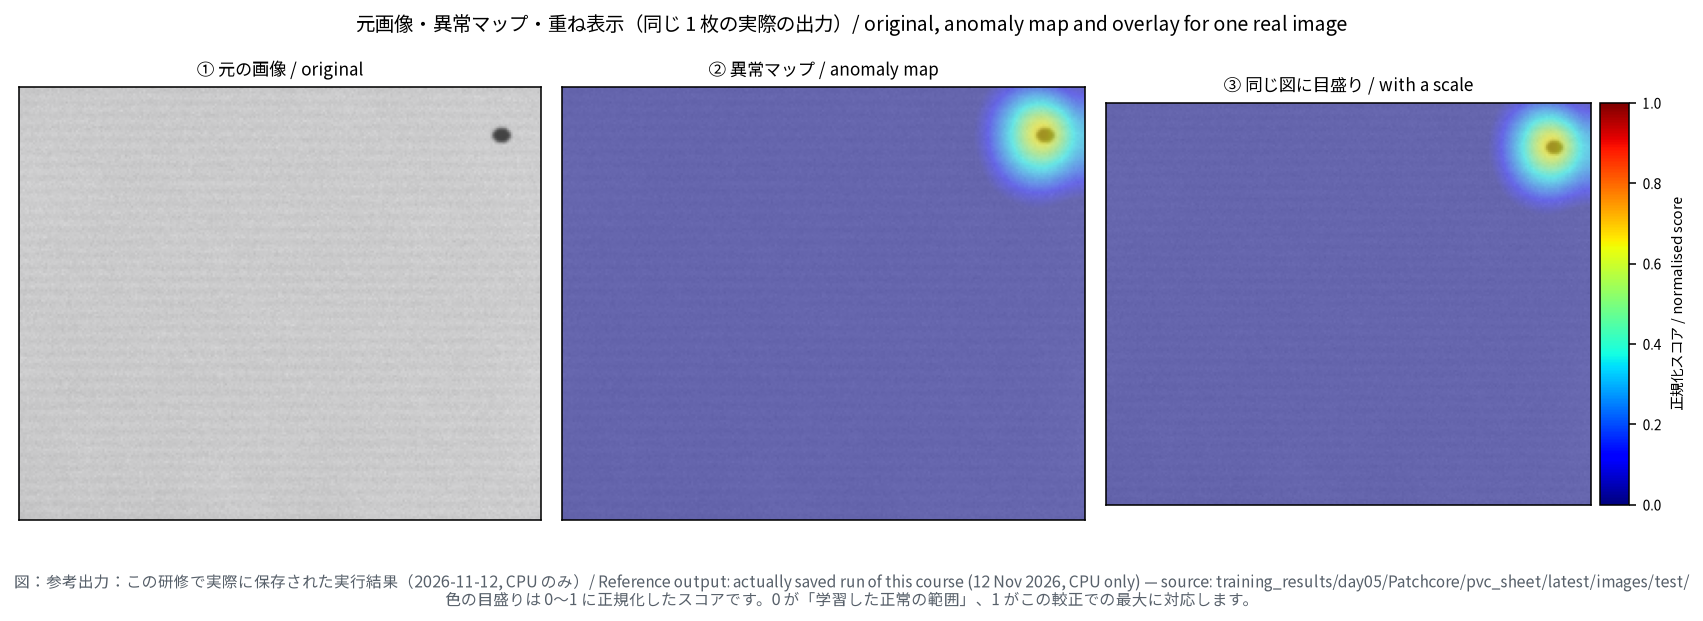 元画像・異常マップ・重ね表示（同じ 1 枚の実際の出力）/ original, anomaly map and overlay for one real image
① 元の画像 / original
② 異常マップ / anomaly map
③ 同じ図に目盛り / with a scale
1.0
0.8
0.6
0.4
0.2
0.0
正規化スコア / normalised score
図：参考出力：この研修で実際に保存された実行結果（2026-11-12, CPU のみ）/ Reference output: actually saved run of this course (12 Nov 2026, CPU only) — source: training_results/day05/Patchcore/pvc_sheet/latest/images/test/
色の目盛りは 0〜1 に正規化したスコアです。0 が「学習した正常の範囲」、1 がこの較正での最大に対応します。